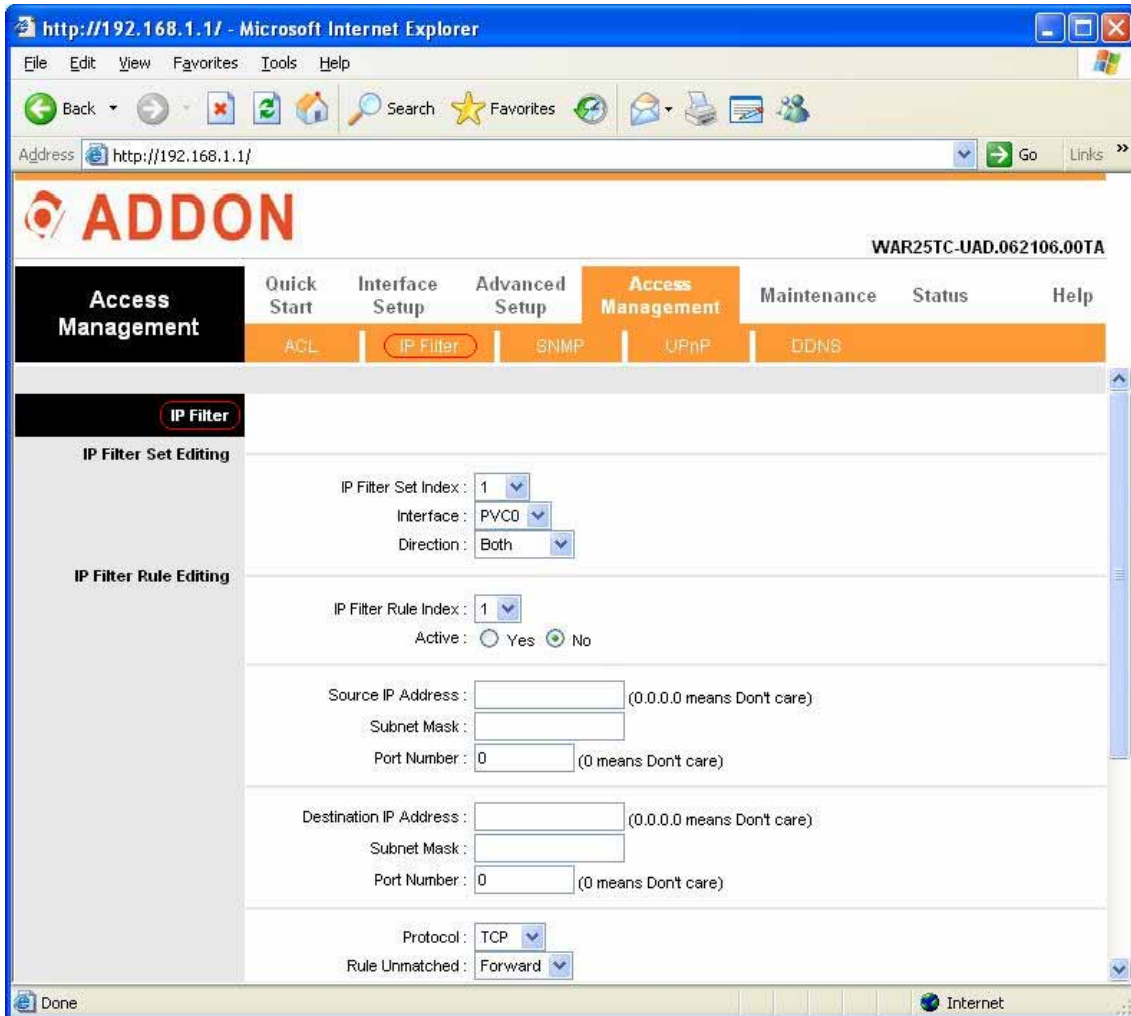 http://192.168.1.1/ - Microsoft Internet Explorer
File Edit View Favorites Tools Help
Back Search Favorites
Address http://192.168.1.1/ Go Links »
ADDON
WAR25TC-UAD.062106.00TA
Access Management
Quick Start
Interface Setup
Advanced Setup
Access Management
Maintenance
Status
Help
ACL IP Filter SNMP UPnP DDNS
IP Filter
IP Filter Set Editing
IP Filter Set Index : 1
Interface : PVC0
Direction : Both
IP Filter Rule Editing
IP Filter Rule Index : 1
Active : Yes No
Source IP Address : (0.0.0.0 means Don't care)
Subnet Mask :
Port Number : 0 (0 means Don't care)
Destination IP Address : (0.0.0.0 means Don't care)
Subnet Mask :
Port Number : 0 (0 means Don't care)
Protocol : TCP
Rule Unmatched : Forward
Done Internet